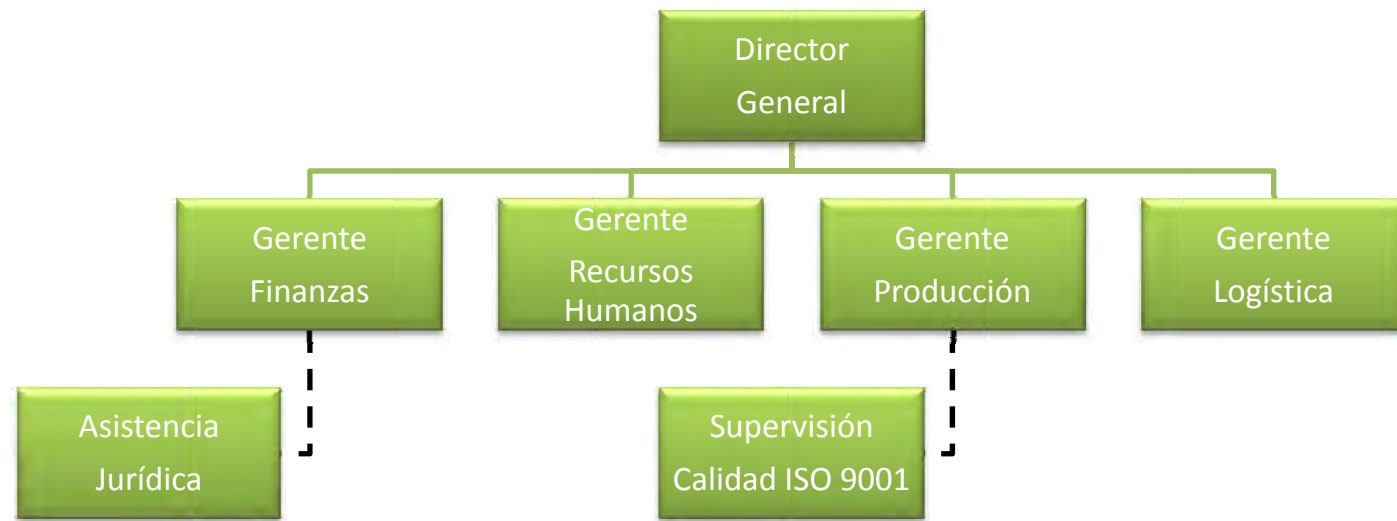 Director
General
Gerente
Finanzas
Gerente
Recursos
Humanos
Gerente
Producción
Gerente
Logística
Asistencia
Jurídica
Supervisión
Calidad ISO 9001